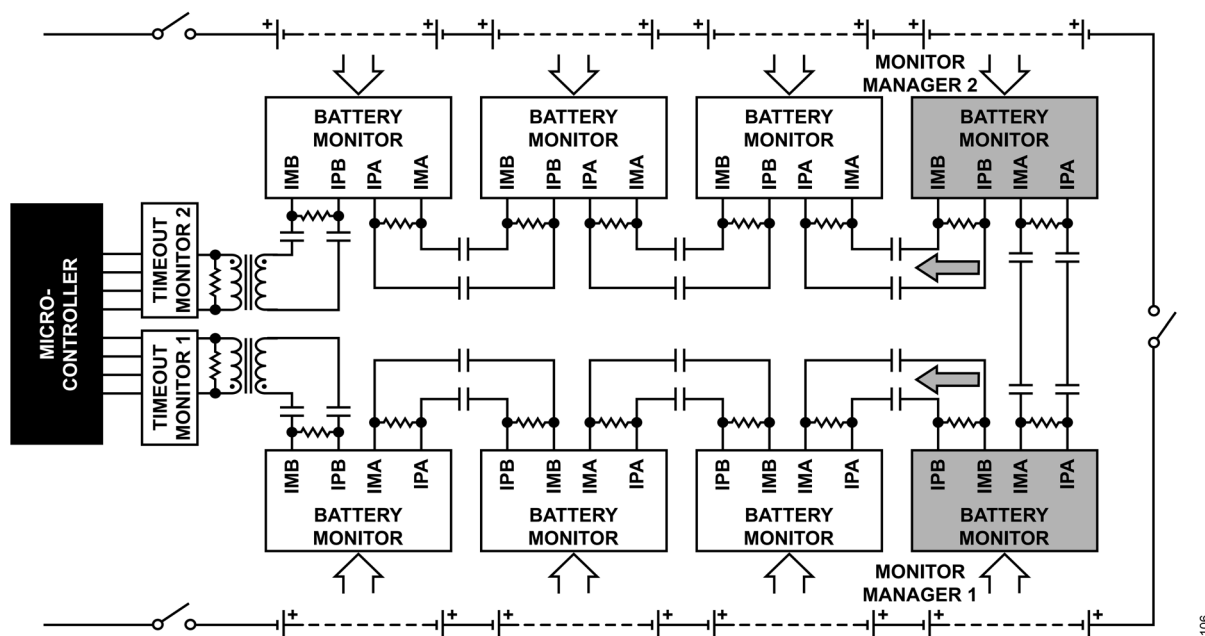 + + + + + + + +
MONITOR
MANAGER 2
BATTERY
MONITOR
IMB IPB IPA IMA
BATTERY
MONITOR
IMB IPB IPA IMA
BATTERY
MONITOR
IMB IPB IPA IMA
BATTERY
MONITOR
IMB IPB IMA IPA
MICRO-
CONTROLLER
TIMEOUT
MONITOR 2
TIMEOUT
MONITOR 1
IMB IPB IMA IPA
BATTERY
MONITOR
IPB IMB IMA IPA
BATTERY
MONITOR
IPB IMB IMA IPA
BATTERY
MONITOR
IPB IMB IMA IPA
BATTERY
MONITOR
MONITOR
MANAGER 1
+ + + + + + + +
106